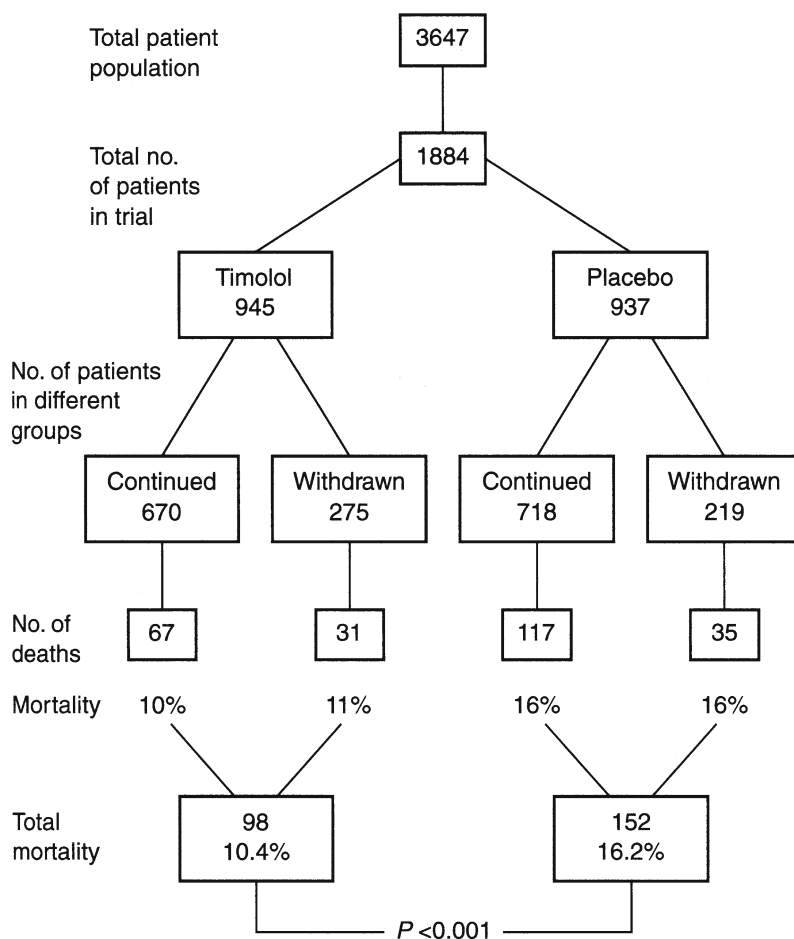 Total patient
population
3647
Total no.
of patients
in trial
1884
Timolol
945
Placebo
937
No. of patients
in different
groups
Continued
670
Withdrawn
275
Continued
718
Withdrawn
219
No. of
deaths
67
31
117
35
Mortality
10%
11%
16%
16%
Total
mortality
98
10.4%
152
16.2%
P <0.001